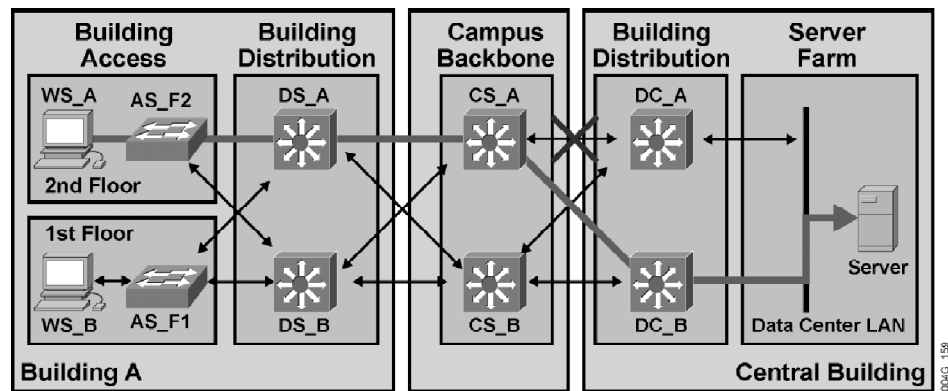 Building
Access
Building
Distribution
Campus
Backbone
Building
Distribution
Server
Farm
WS_A
AS_F2
DS_A
CS_A
DC_A
2nd Floor
1st Floor
Server
WS_B
AS_F1
DS_B
CS_B
DC_B
Data Center LAN
Building A
Central Building